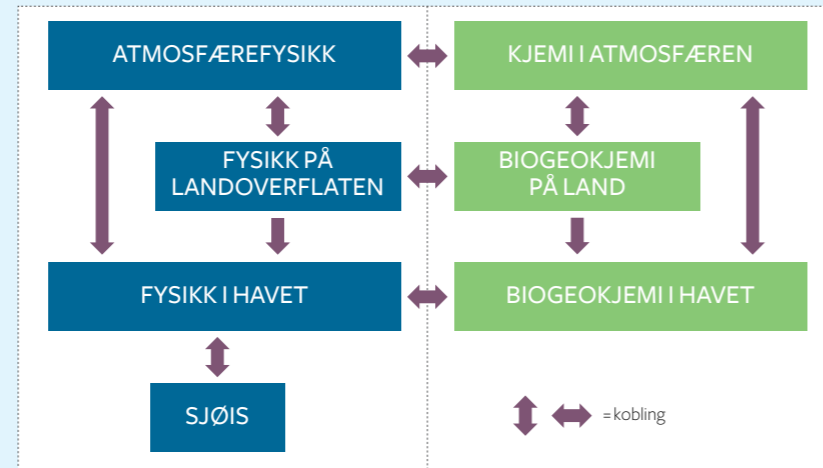 ATMOSFÆREFYSIKK
KJEMI I ATMOSFÆREN
FYSIKK PÅ
LANDOVERFLATEN
BIOGEOKJEMI
PÅ LAND
FYSIKK I HAVET
BIOGEOKJEMI I HAVET
SJØIS
= kobling